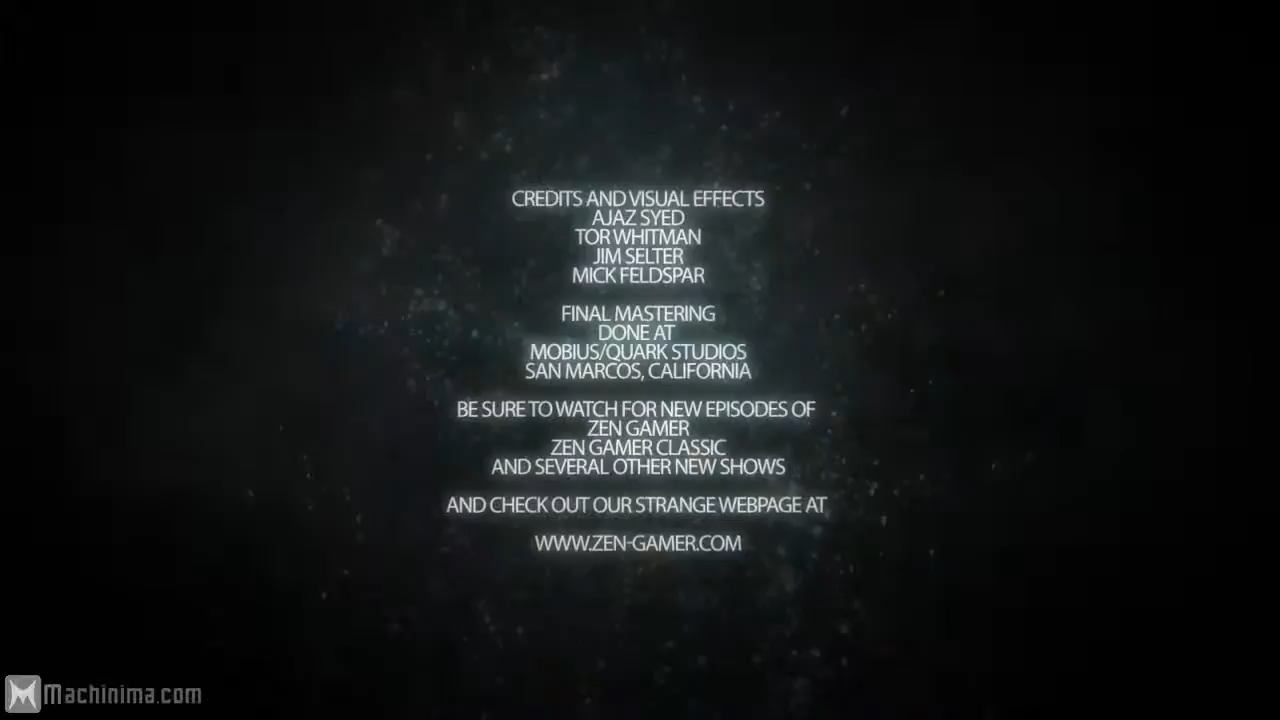 CREDITS AND VISUAL EFFECTS
AJAZ SYED
TOR WHITMAN
JIM SELTER
MICK FELDSPAR
FINAL MASTERING
DONE AT
MOBIUS/QUARK STUDIOS
SAN MARCOS, CALIFORNIA
BE SURE TO WATCH FOR NEW EPISODES OF
ZEN GAMER
ZEN GAMER CLASSIC
AND SEVERAL OTHER NEW SHOWS
AND CHECK OUT OUR STRANGE WEBPAGE AT
WWW.ZEN-GAMER.COM
Machinima.com